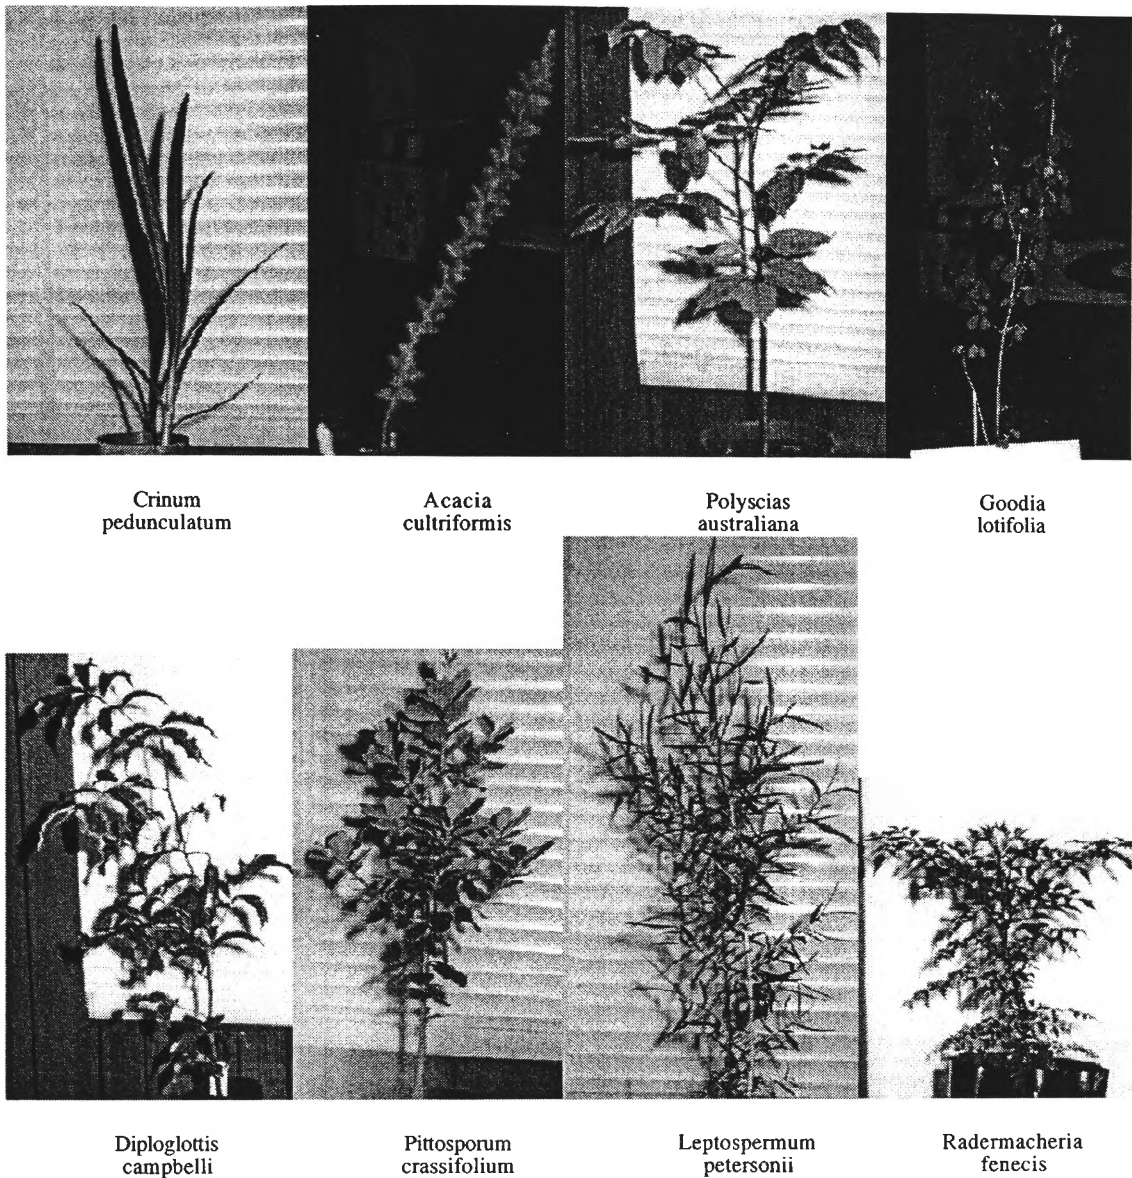 Crinum
pedunculatum
Acacia
cultriformis
Polyscias
australiana
Goodia
lotifolia
Diploglottis
campbelli
Pittosporum
crassifolium
Leptospermum
petersonii
Radermacheria
fenecis